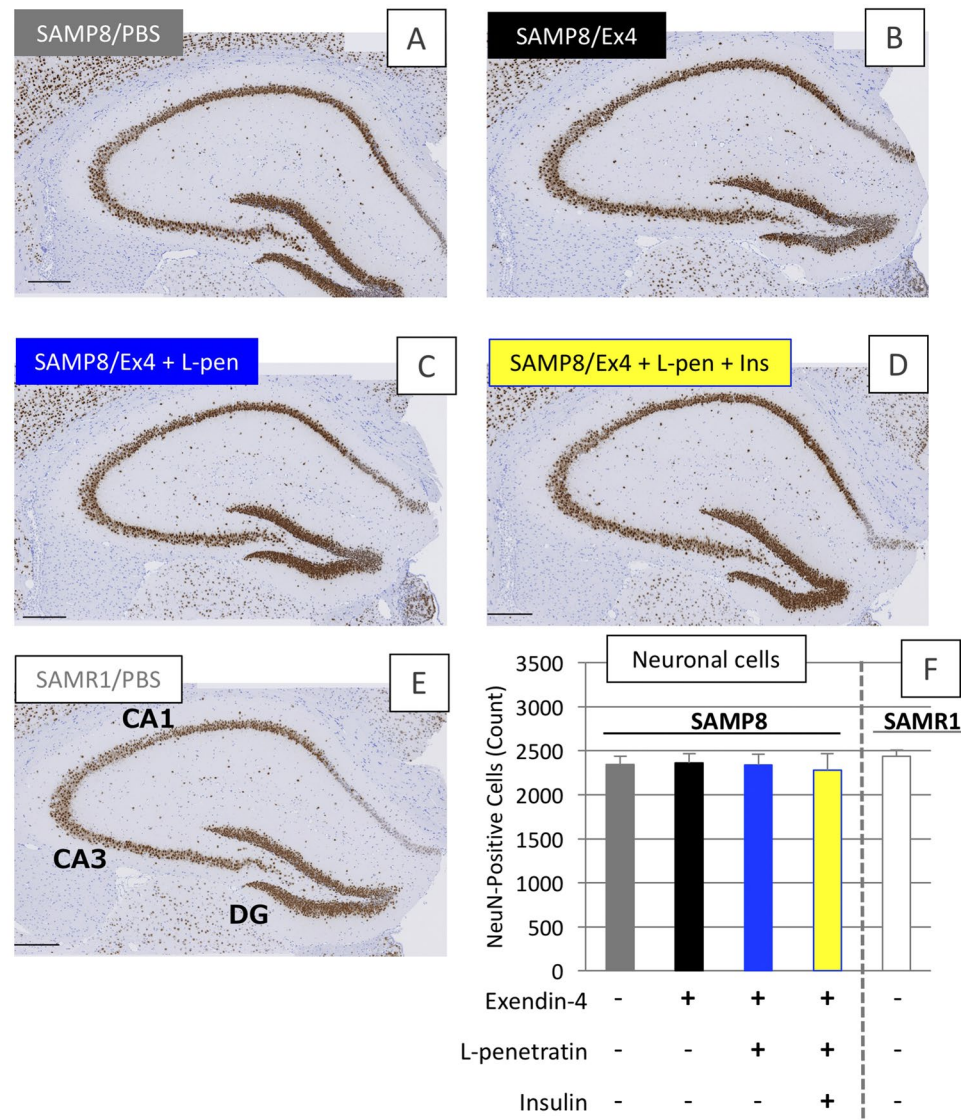 SAMP8/PBS
A
SAMP8/Ex4
B
SAMP8/Ex4 + L-pen
C
SAMP8/Ex4 + L-pen + Ins
D
SAMR1/PBS
E
CA1
CA3
DG
Neuronal cells
F
SAMP8
SAMR1
NeuN-Positive Cells (Count)
3500
3000
2500
2000
1500
1000
500
0
Exendin-4 - + + + -
L-penetratin - - + + -
Insulin - - - + -